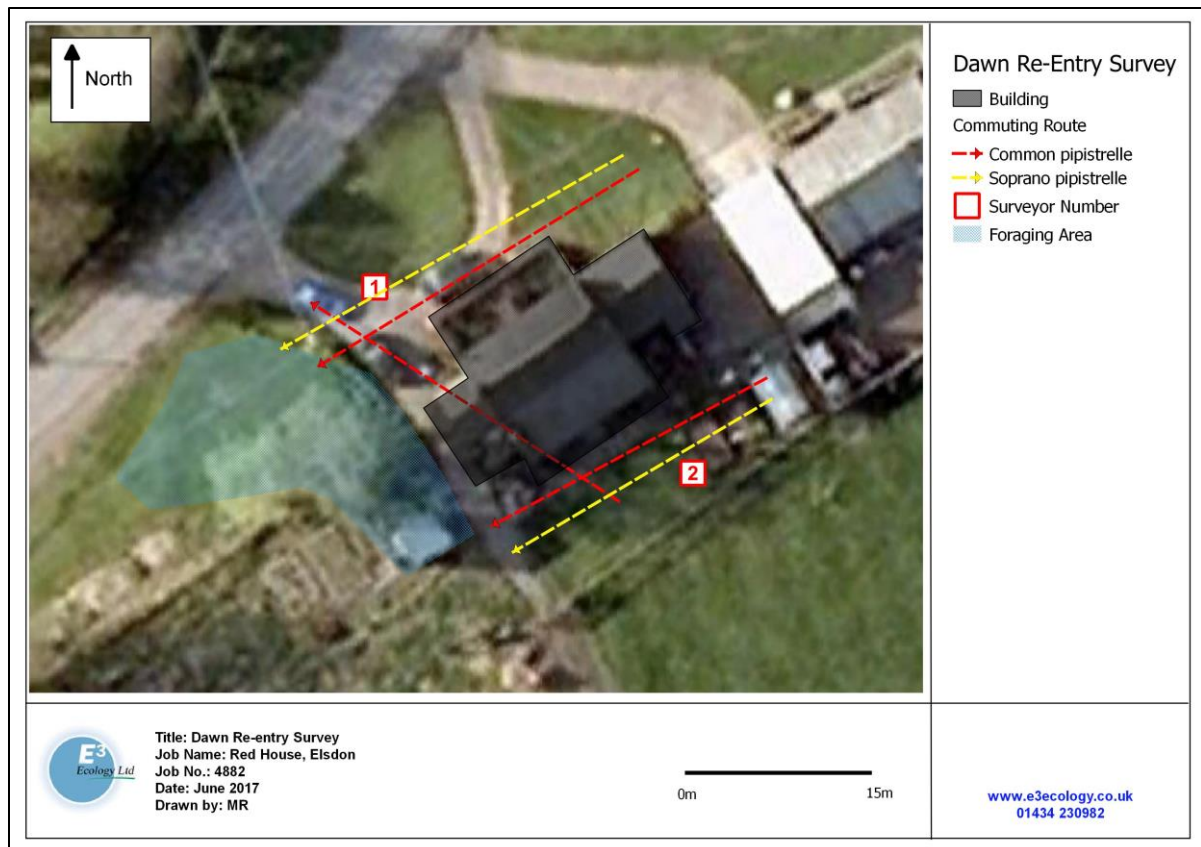 North
1
2
Dawn Re-Entry Survey
Building
Commuting Route
Common pipistrelle
Soprano pipistrelle
Surveyor Number
Foraging Area
E3
Ecology Ltd
Title: Dawn Re-entry Survey
Job Name: Red House, Elsdon
Job No.: 4882
Date: June 2017
Drawn by: MR
0m 15m
www.e3ecology.co.uk
01434 230982